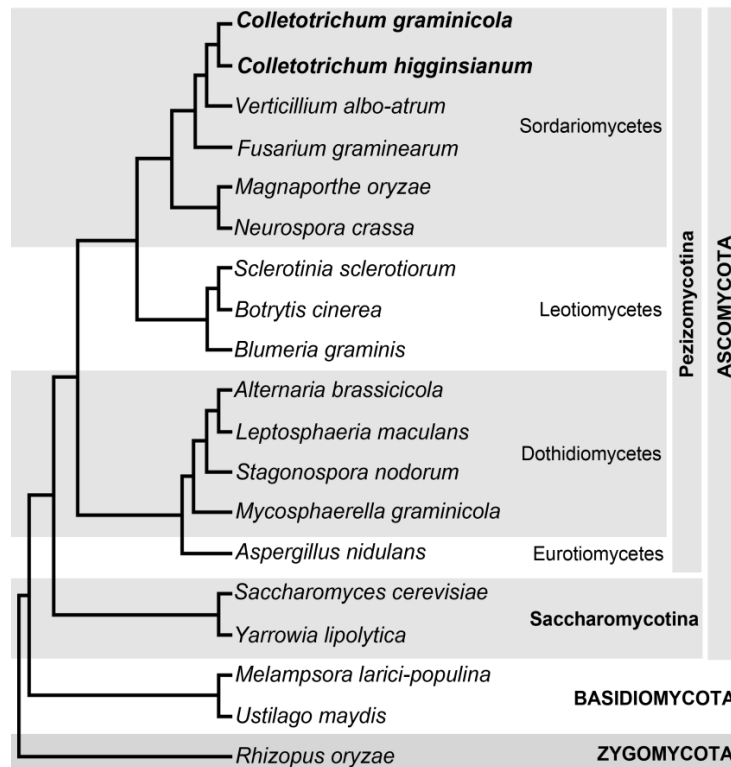 Colletotrichum graminicola
Colletotrichum higginsianum
Verticillium albo-atrum
Sordariomycetes
Fusarium graminearum
Magnaporthe oryzae
Neurospora crassa
Sclerotinia sclerotiorum
Botrytis cinerea
Leotiomycetes
Blumeria graminis
Pezizomycotina
ASCOMYCOTA
Alternaria brassicicola
Leptosphaeria maculans
Dothidiomycetes
Stagonospora nodorum
Mycosphaerella graminicola
Aspergillus nidulans
Eurotiomycetes
Saccharomyces cerevisiae
Saccharomycotina
Yarrowia lipolytica
Melampsora larici-populina
BASIDIOMYCOTA
Ustilago maydis
Rhizopus oryzae
ZYGOMYCOTA